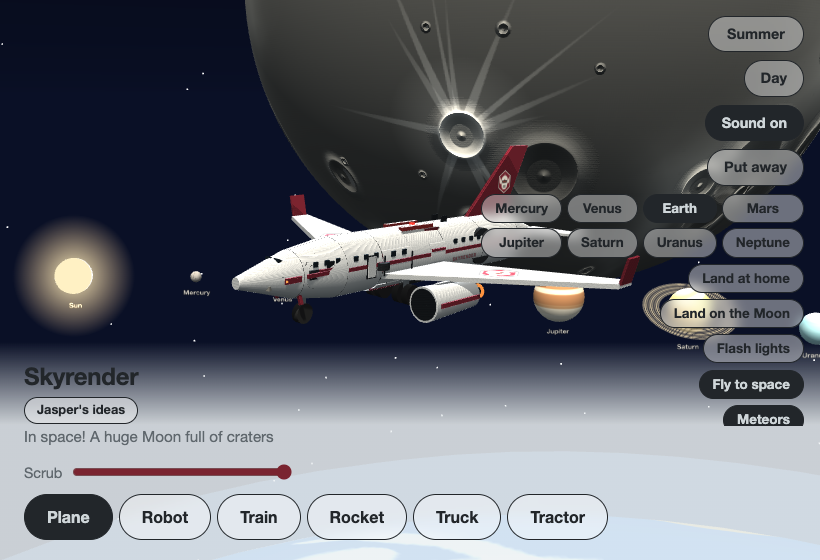 Summer
Day
Sound on
Put away
Mercury Venus Earth Mars
Jupiter Saturn Uranus Neptune
Land at home
Land on the Moon
Flash lights
Fly to space
Meteors
Sun
Mercury
Venus
Jupiter
Saturn
Skyrender
Jasper's ideas
In space! A huge Moon full of craters
Scrub
Plane Robot Train Rocket Truck Tractor